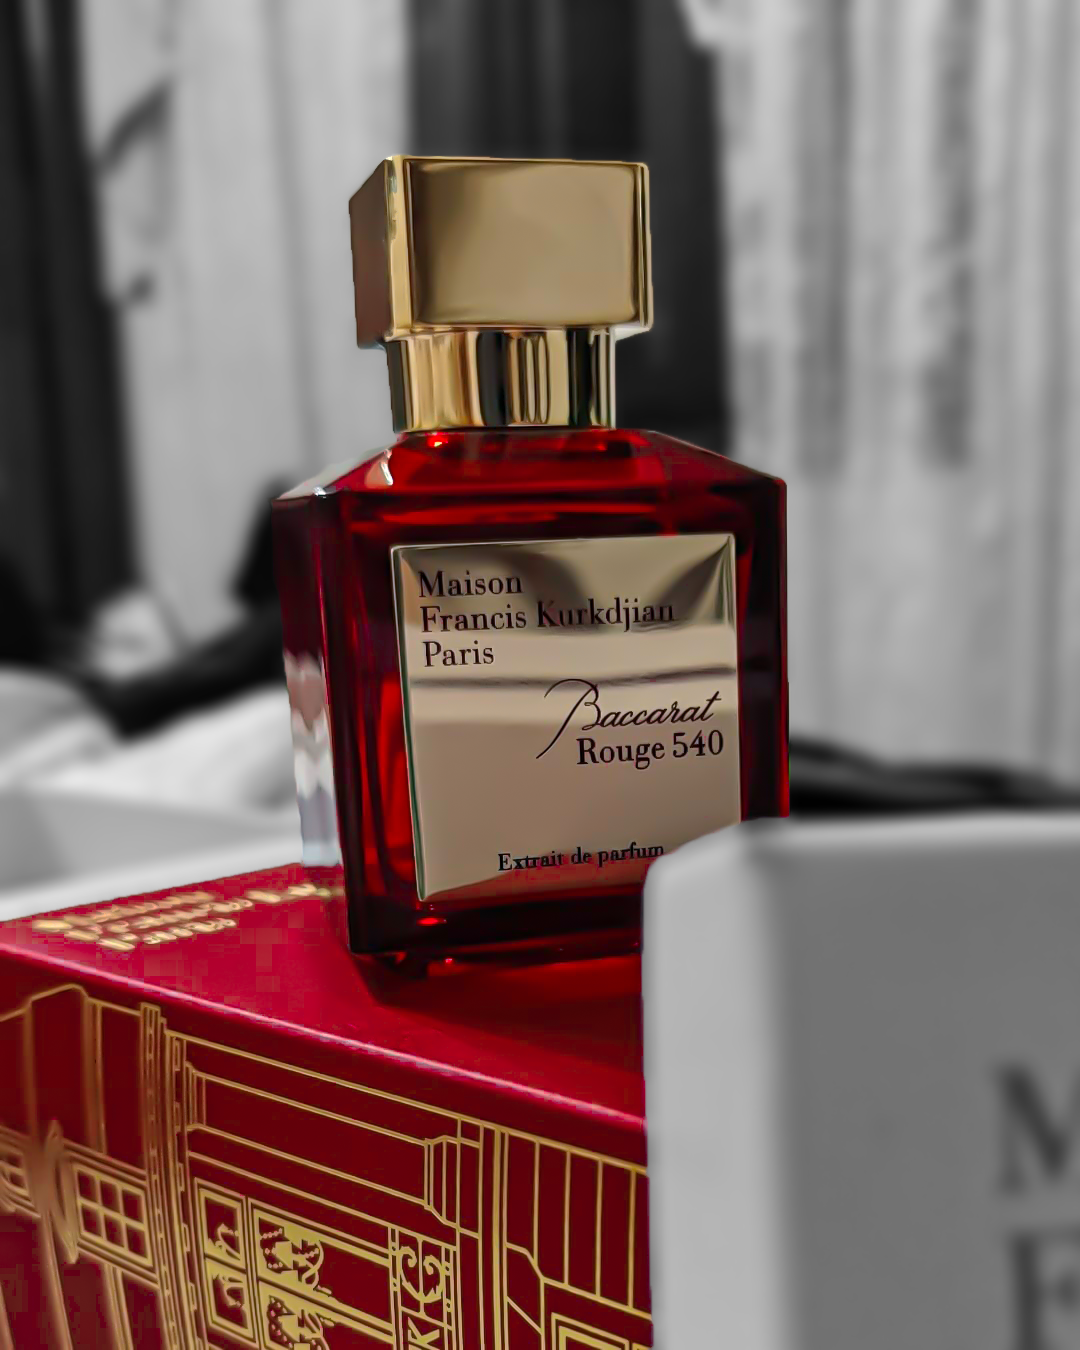 Maison
Francis Kurkdjian
Paris
Baccarat
Rouge 540
Extrait de parfum